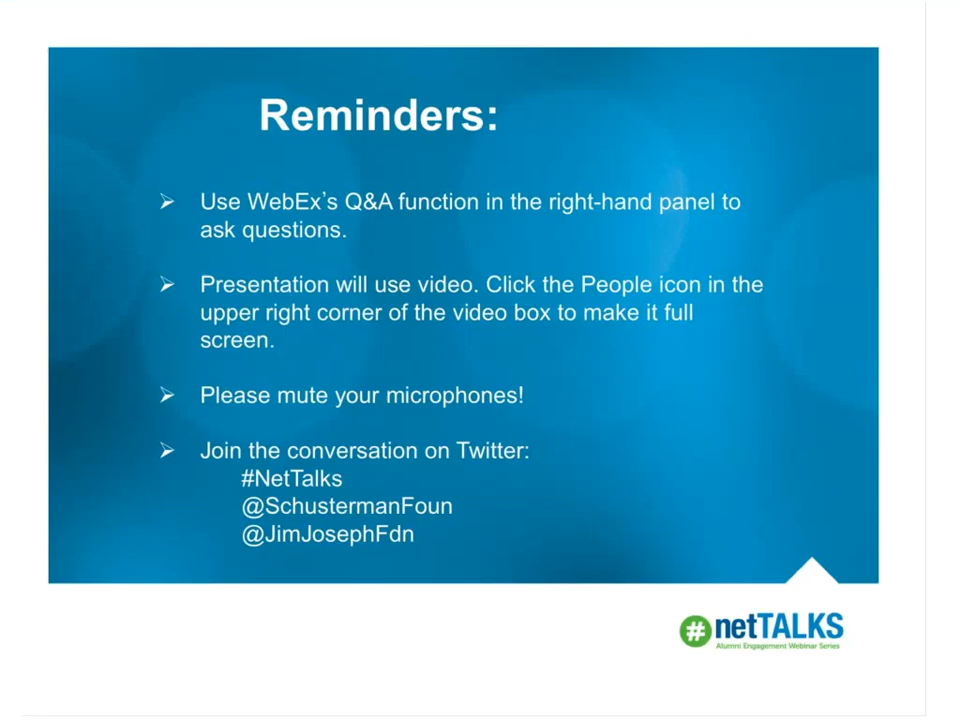 Reminders:
➢ Use WebEx’s Q&A function in the right-hand panel to
ask questions.
➢ Presentation will use video. Click the People icon in the
upper right corner of the video box to make it full
screen.
➢ Please mute your microphones!
➢ Join the conversation on Twitter:
#NetTalks
@SchustermanFoun
@JimJosephFdn
# netTALKS
Alumni Engagement Webinar Series